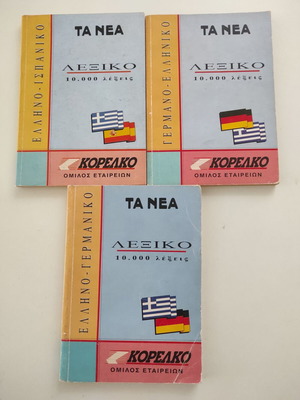 ΕΛΛΗΝΟ-ΙΣΠΑΝΙΚΟ
ΤΑ ΝΕΑ
ΛΕΞΙΚΟ
10.000 λέξεις
ΚΟΡΕΛΚΟ
ΟΜΙΛΟΣ ΕΤΑΙΡΕΙΩΝ
ΓΕΡΜΑΝΟ-ΕΛΛΗΝΙΚΟ
ΤΑ ΝΕΑ
ΛΕΞΙΚΟ
10.000 λέξεις
ΚΟΡΕΛΚΟ
ΟΜΙΛΟΣ ΕΤΑΙΡΕΙΩΝ
ΕΛΛΗΝΟ-ΓΕΡΜΑΝΙΚΟ
ΤΑ ΝΕΑ
ΛΕΞΙΚΟ
10.000 λέξεις
ΚΟΡΕΛΚΟ
ΟΜΙΛΟΣ ΕΤΑΙΡΕΙΩΝ